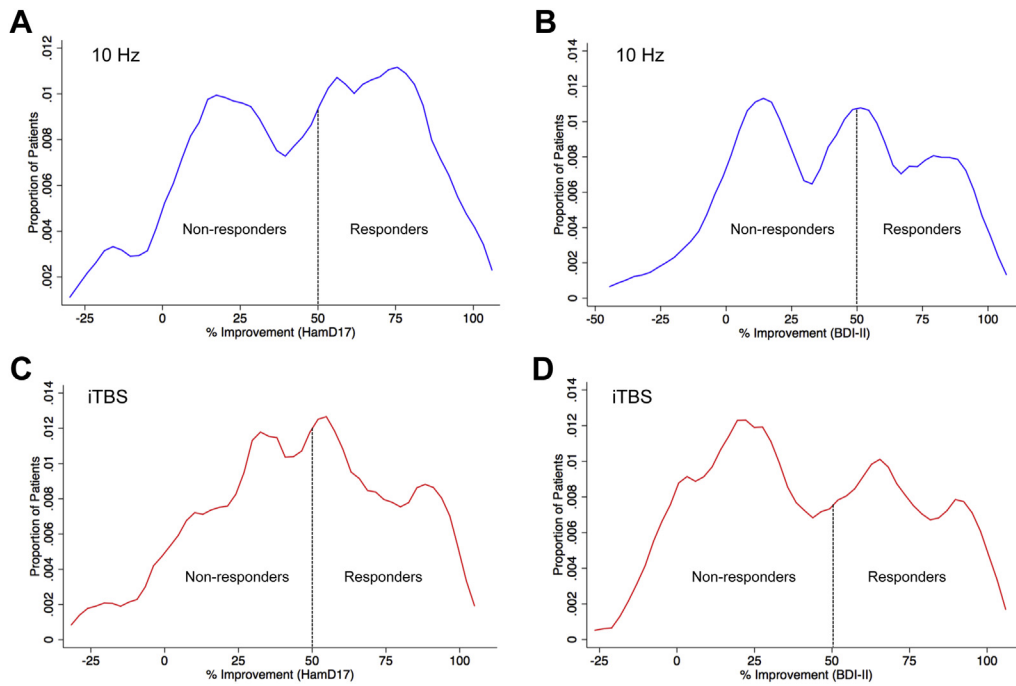 A
10 Hz
Proportion of Patients
.002 .004 .006 .008 .01 .012
Non-responders Responders
-25 0 25 50 75 100
% Improvement (HamD17)
B
10 Hz
Proportion of Patients
0 .002 .004 .006 .008 .01 .012 .014
Non-responders Responders
-50 -25 0 25 50 75 100
% Improvement (BDI-II)
C
iTBS
Proportion of Patients
0 .002 .004 .006 .008 .01 .012 .014
Non-responders Responders
-25 0 25 50 75 100
% Improvement (HamD17)
D
iTBS
Proportion of Patients
0 .002 .004 .006 .008 .01 .012 .014
Non-responders Responders
-25 0 25 50 75 100
% Improvement (BDI-II)